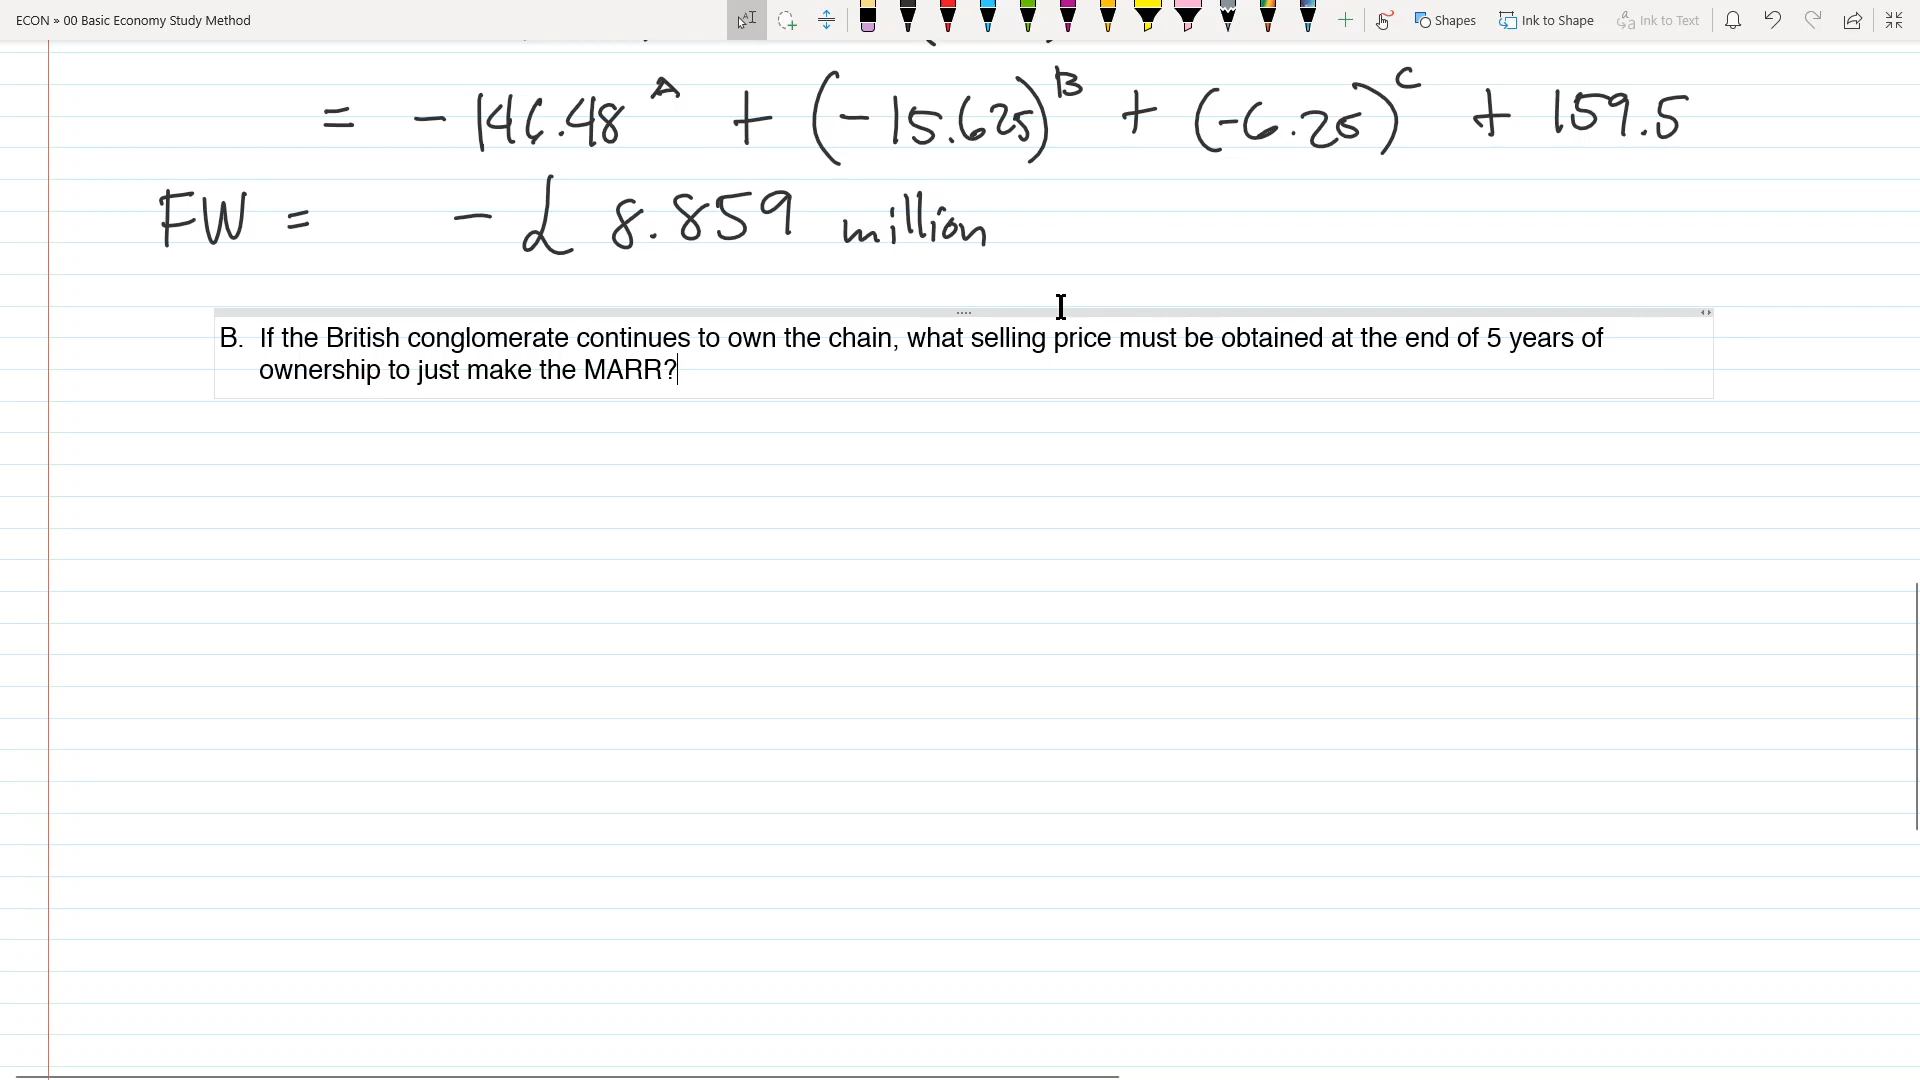 ECON » 00 Basic Economy Study Method
Shapes
Ink to Shape
Ink to Text
= - 146.48 ^A + (-15.625)^B + (-6.25)^C + 159.5
FW = - £ 8.859 million
B. If the British conglomerate continues to own the chain, what selling price must be obtained at the end of 5 years of
ownership to just make the MARR?